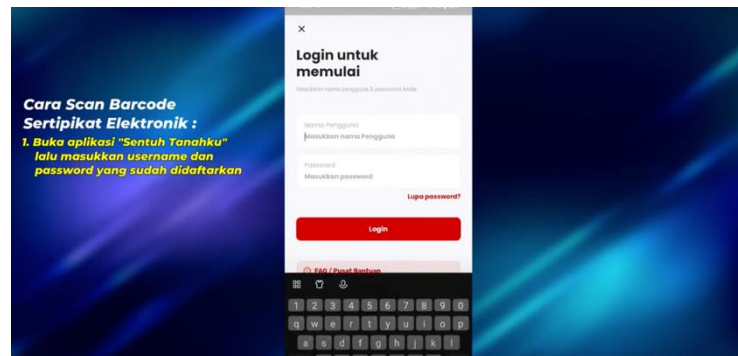 Cara Scan Barcode
Sertipikat Elektronik :
1. Buka aplikasi "Sentuh Tanahku"
lalu masukkan username dan
password yang sudah didaftarkan
Login untuk
memulai
Masukkan nama pengguna & password Anda
Nama Pengguna
Masukkan nama Pengguna
Password
Masukkan password
Lupa password?
Login
FAQ / Pusat Bantuan
1 2 3 4 5 6 7 8 9 0
q w e r t y u i o p
a s d f g h j k l